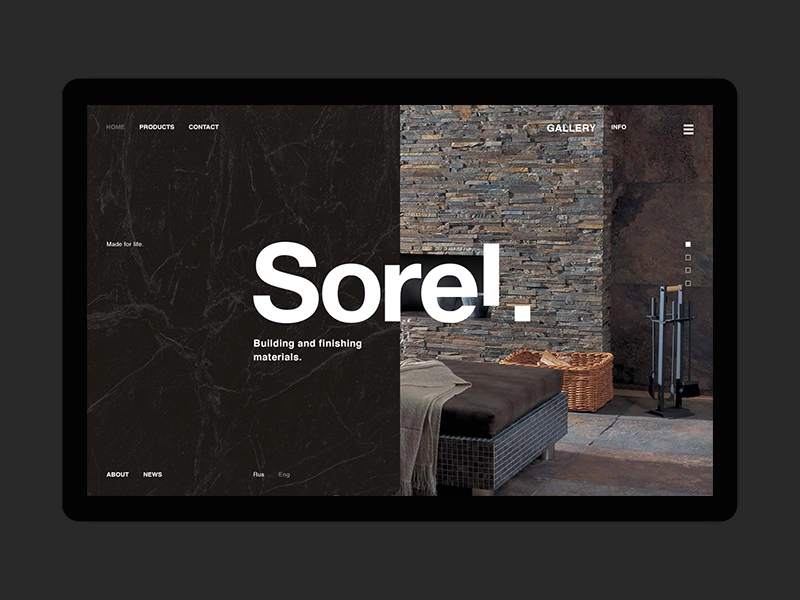 HOME PRODUCTS CONTACT
GALLERY INFO
Made for life.
Sorel.
Building and finishing
materials.
ABOUT NEWS
Rus Eng